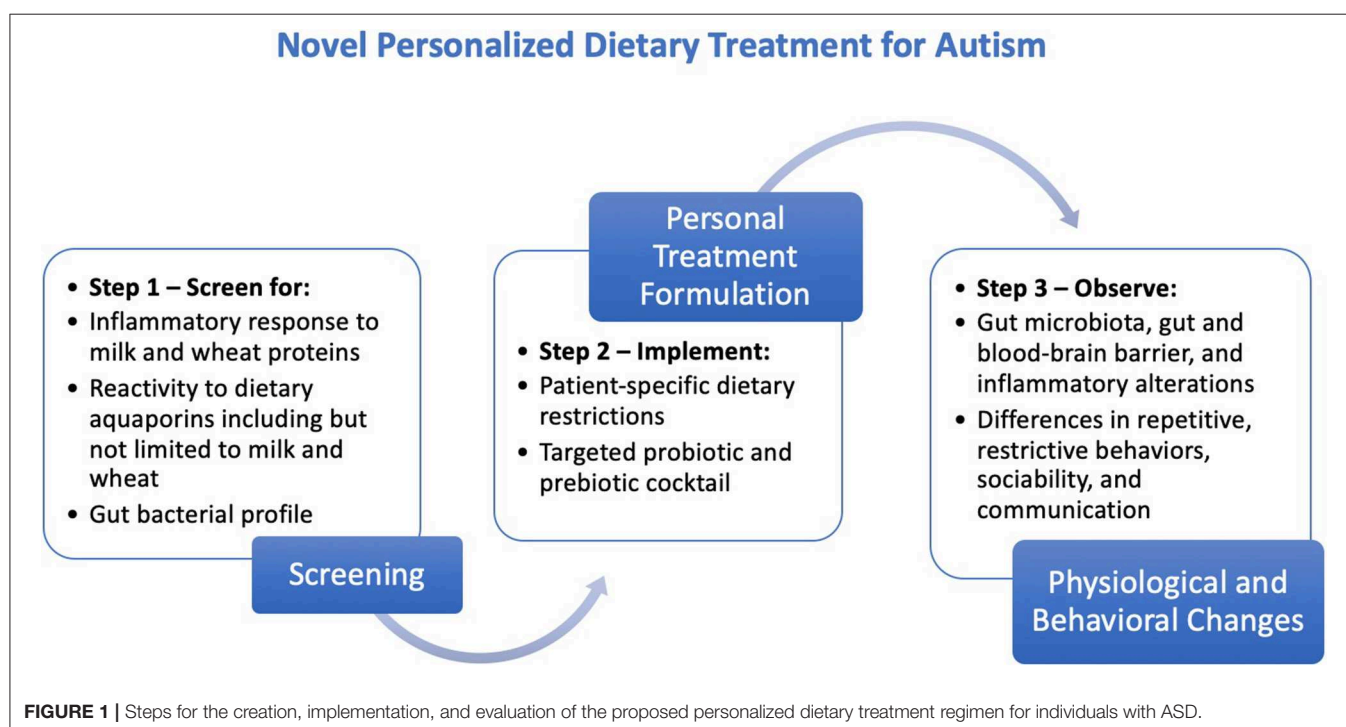 Novel Personalized Dietary Treatment for Autism
• Step 1 – Screen for:
• Inflammatory response to
milk and wheat proteins
• Reactivity to dietary
aquaporins including but
not limited to milk and
wheat
• Gut bacterial profile
Screening
Personal
Treatment
Formulation
• Step 2 – Implement:
• Patient-specific dietary
restrictions
• Targeted probiotic and
prebiotic cocktail
• Step 3 – Observe:
• Gut microbiota, gut and
blood-brain barrier, and
inflammatory alterations
• Differences in repetitive,
restrictive behaviors,
sociability, and
communication
Physiological and
Behavioral Changes
FIGURE 1 | Steps for the creation, implementation, and evaluation of the proposed personalized dietary treatment regimen for individuals with ASD.